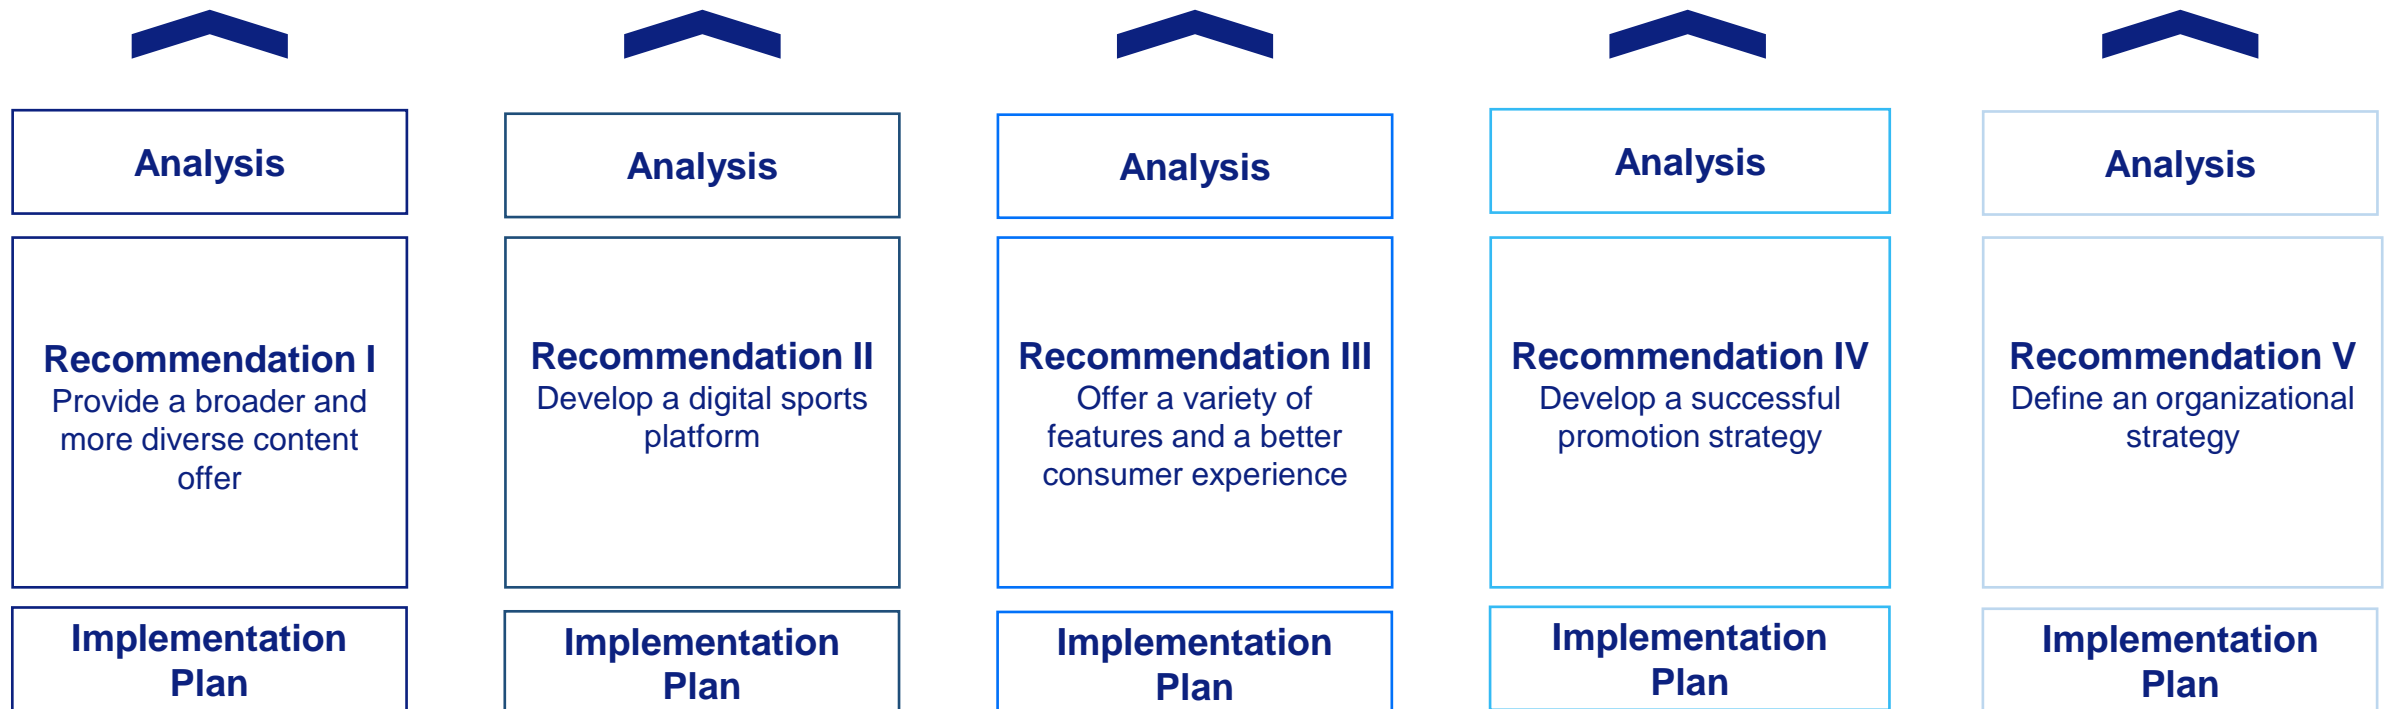 Analysis
Analysis
Analysis
Analysis
Analysis
Recommendation I
Provide a broader and
more diverse content
offer
Recommendation II
Develop a digital sports
platform
Recommendation III
Offer a variety of
features and a better
consumer experience
Recommendation IV
Develop a successful
promotion strategy
Recommendation V
Define an organizational
strategy
Implementation
Plan
Implementation
Plan
Implementation
Plan
Implementation
Plan
Implementation
Plan